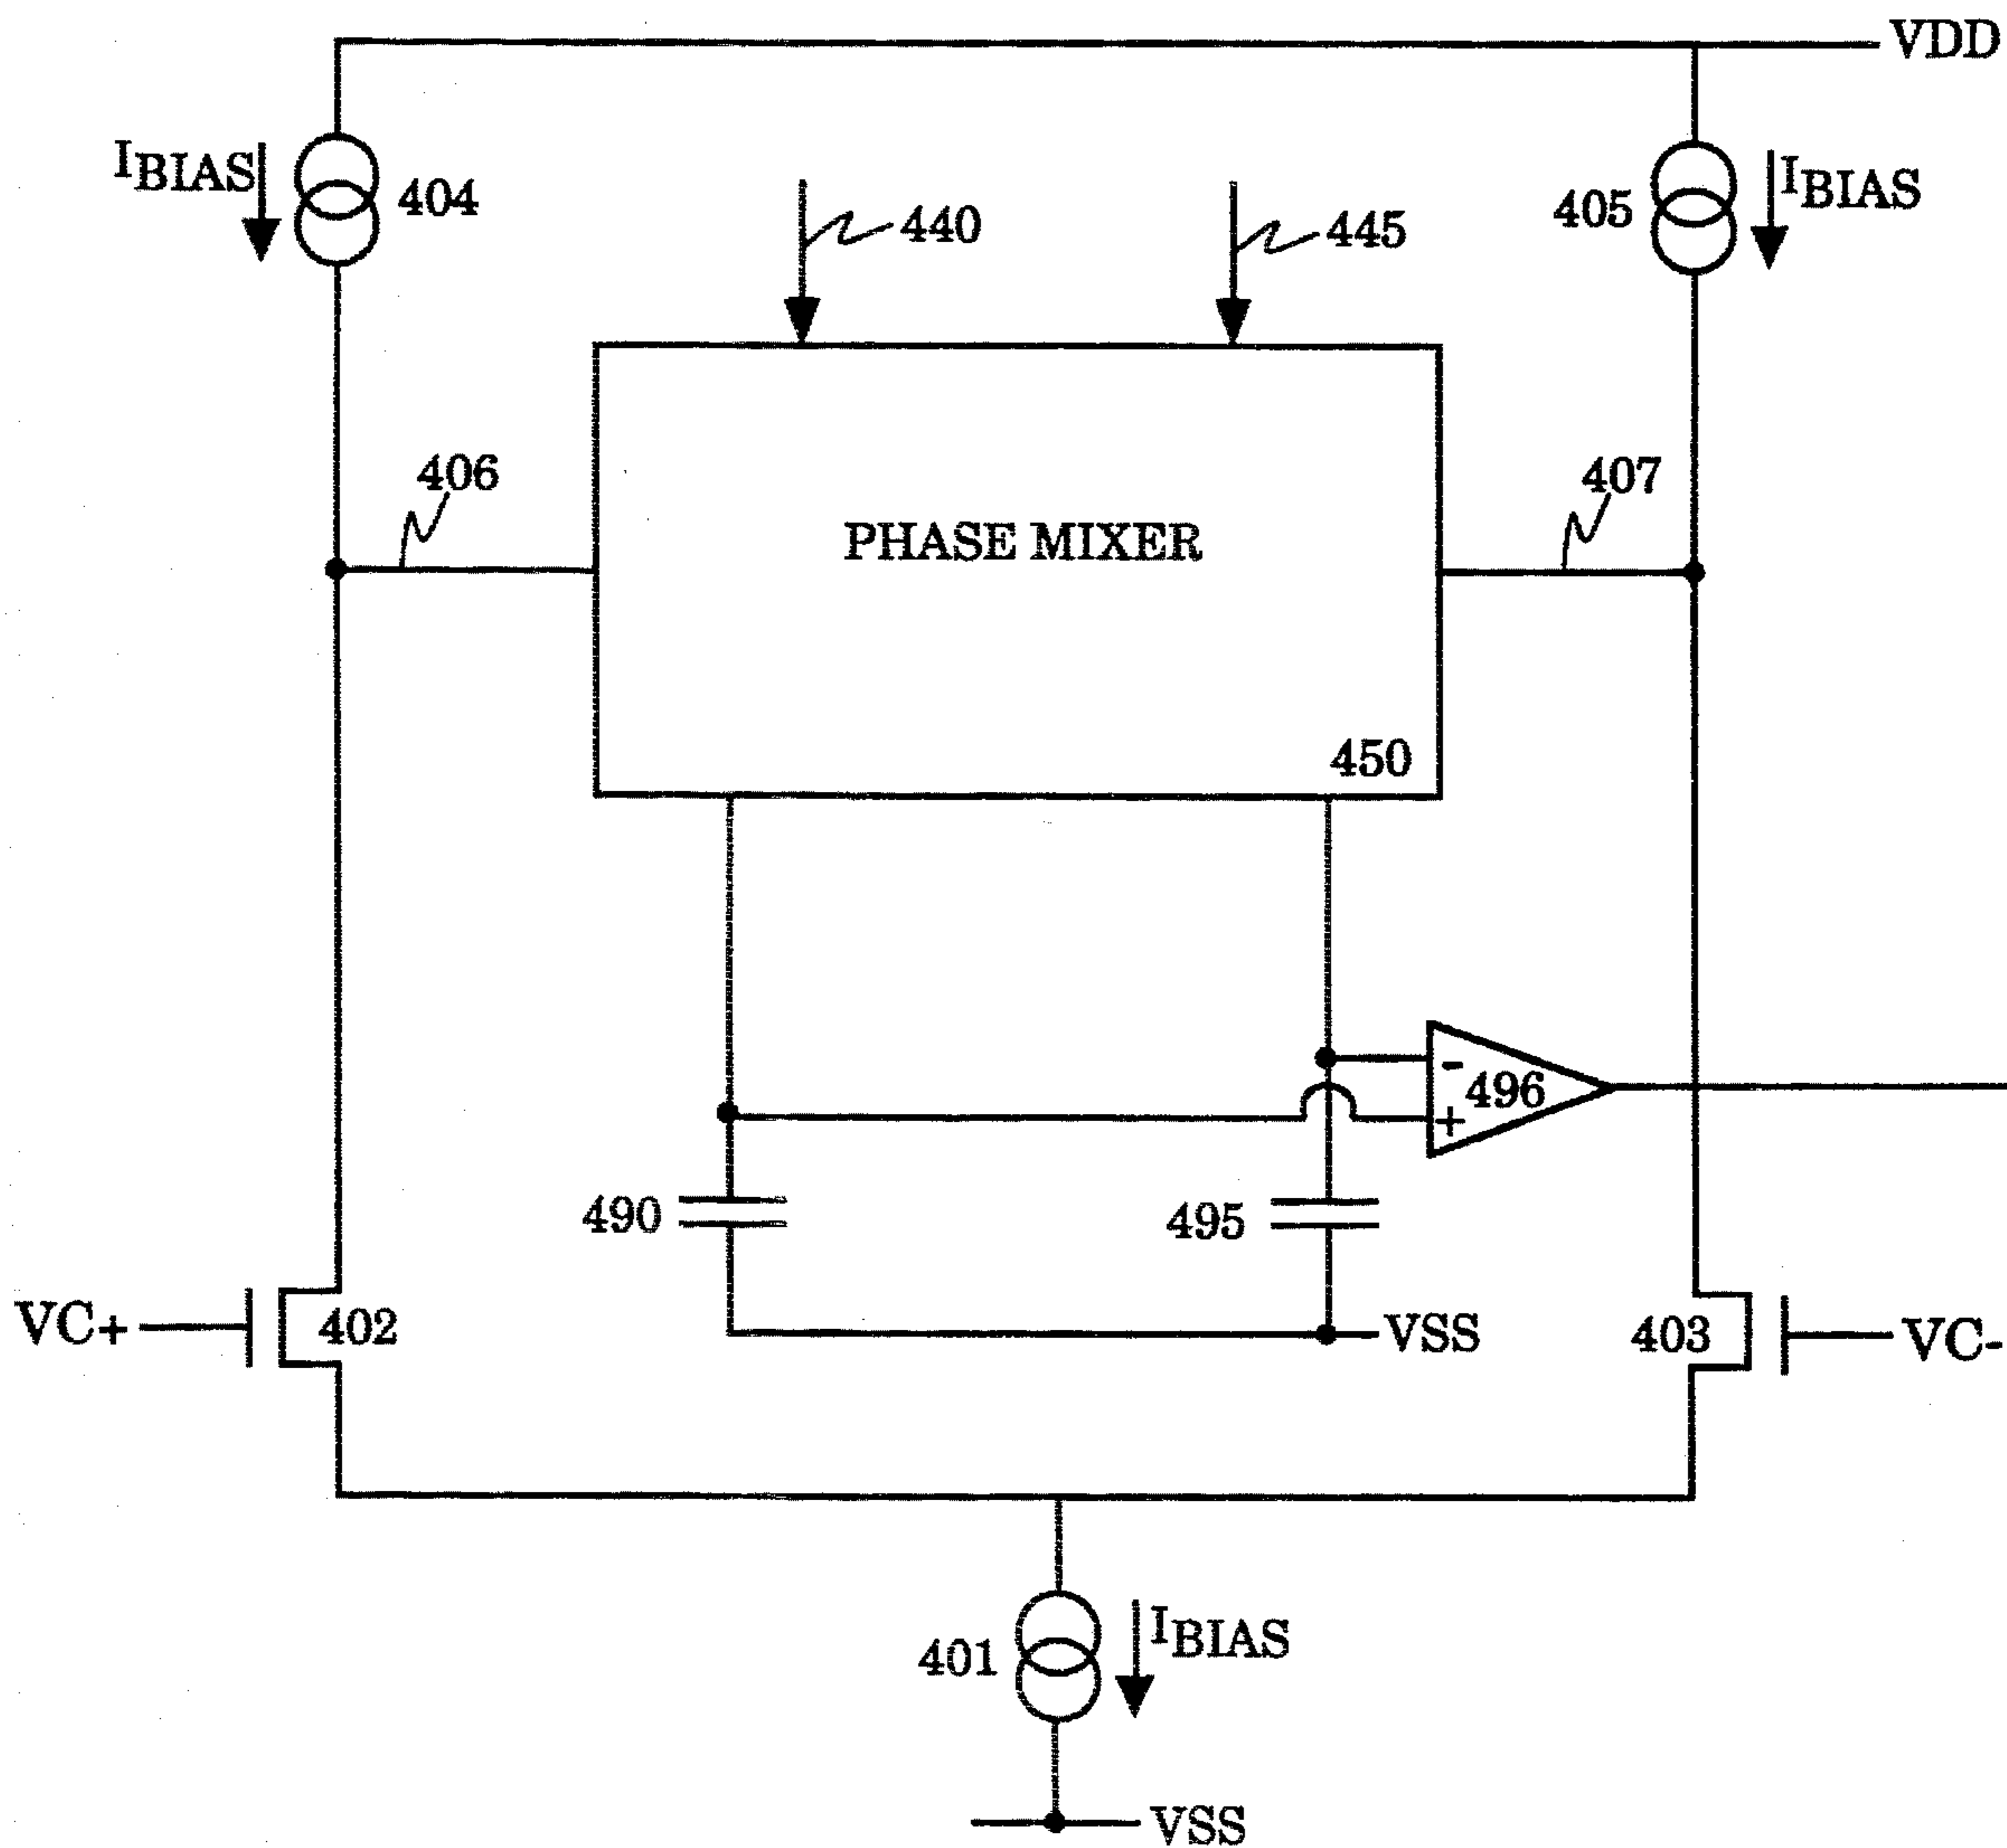 VDD
IBIAS
404
440
445
405
IBIAS
406
407
PHASE MIXER
450
-
496
+
490
495
VC+
402
VSS
403
VC-
401
IBIAS
VSS